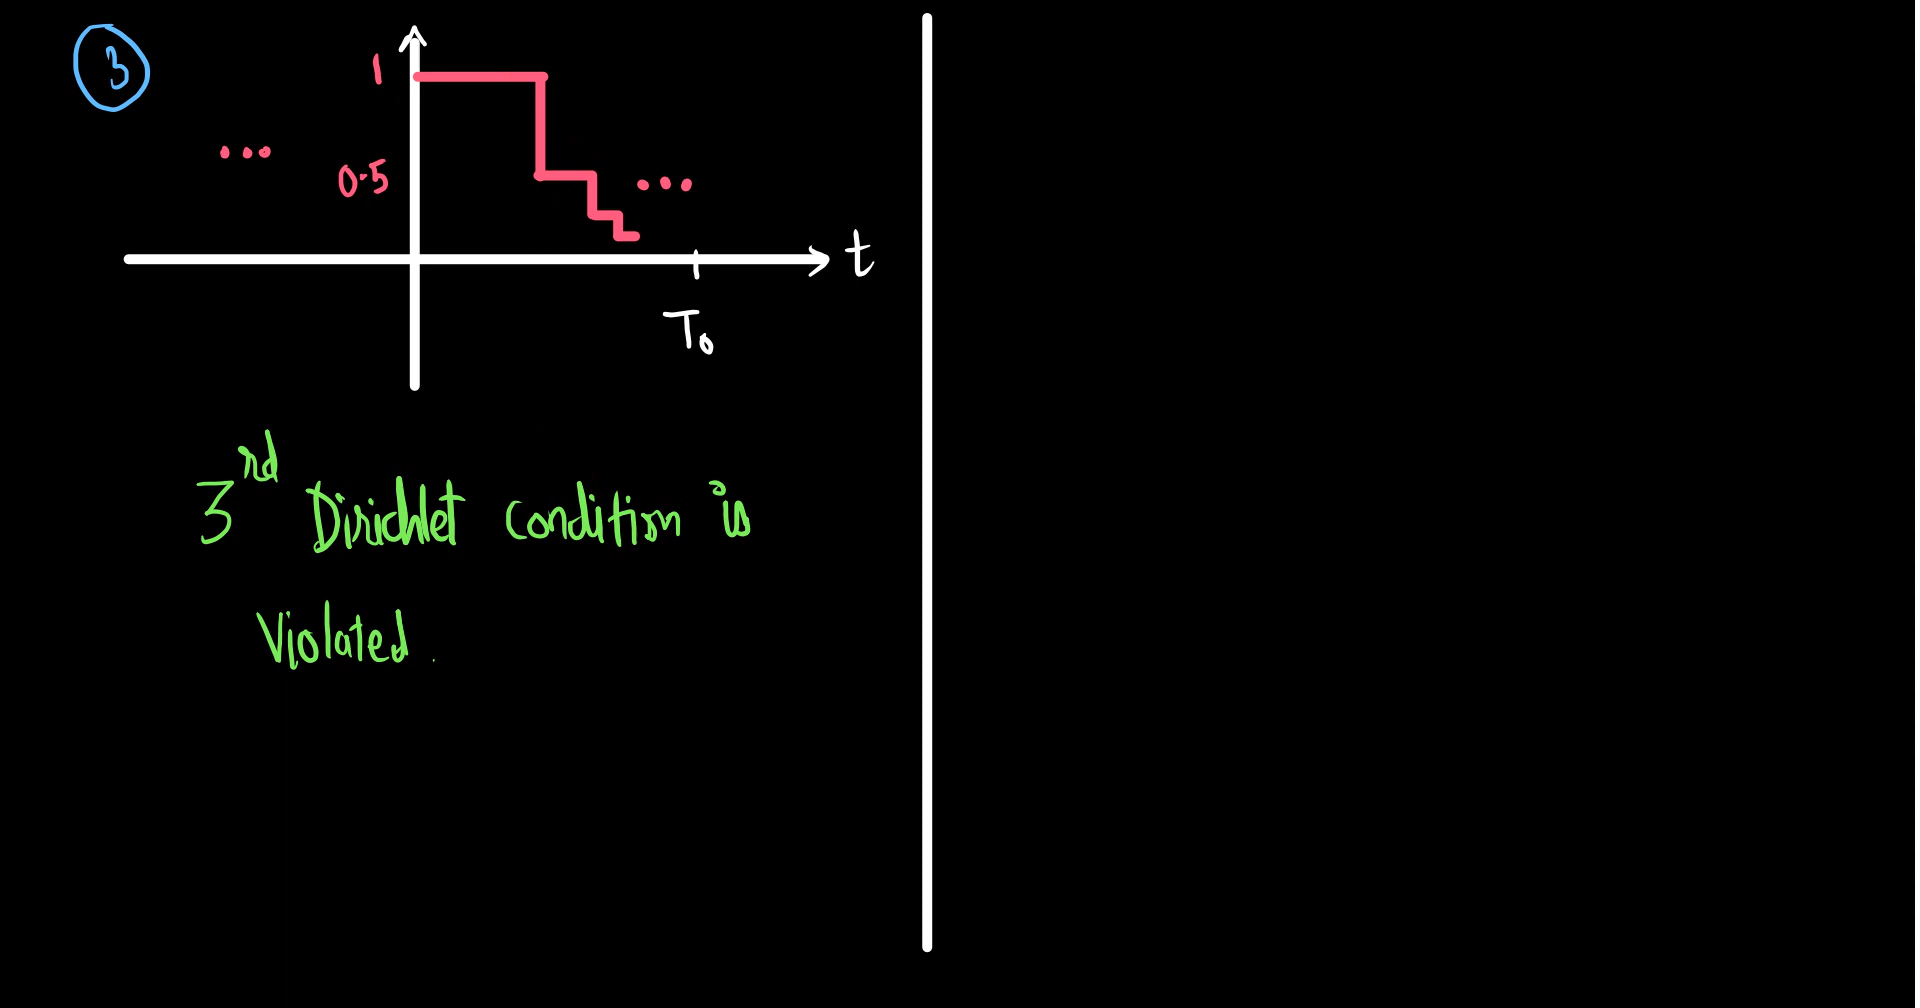 3
1
...
0.5
...
t
T₀
3rd Dirichlet condition is
Violated.